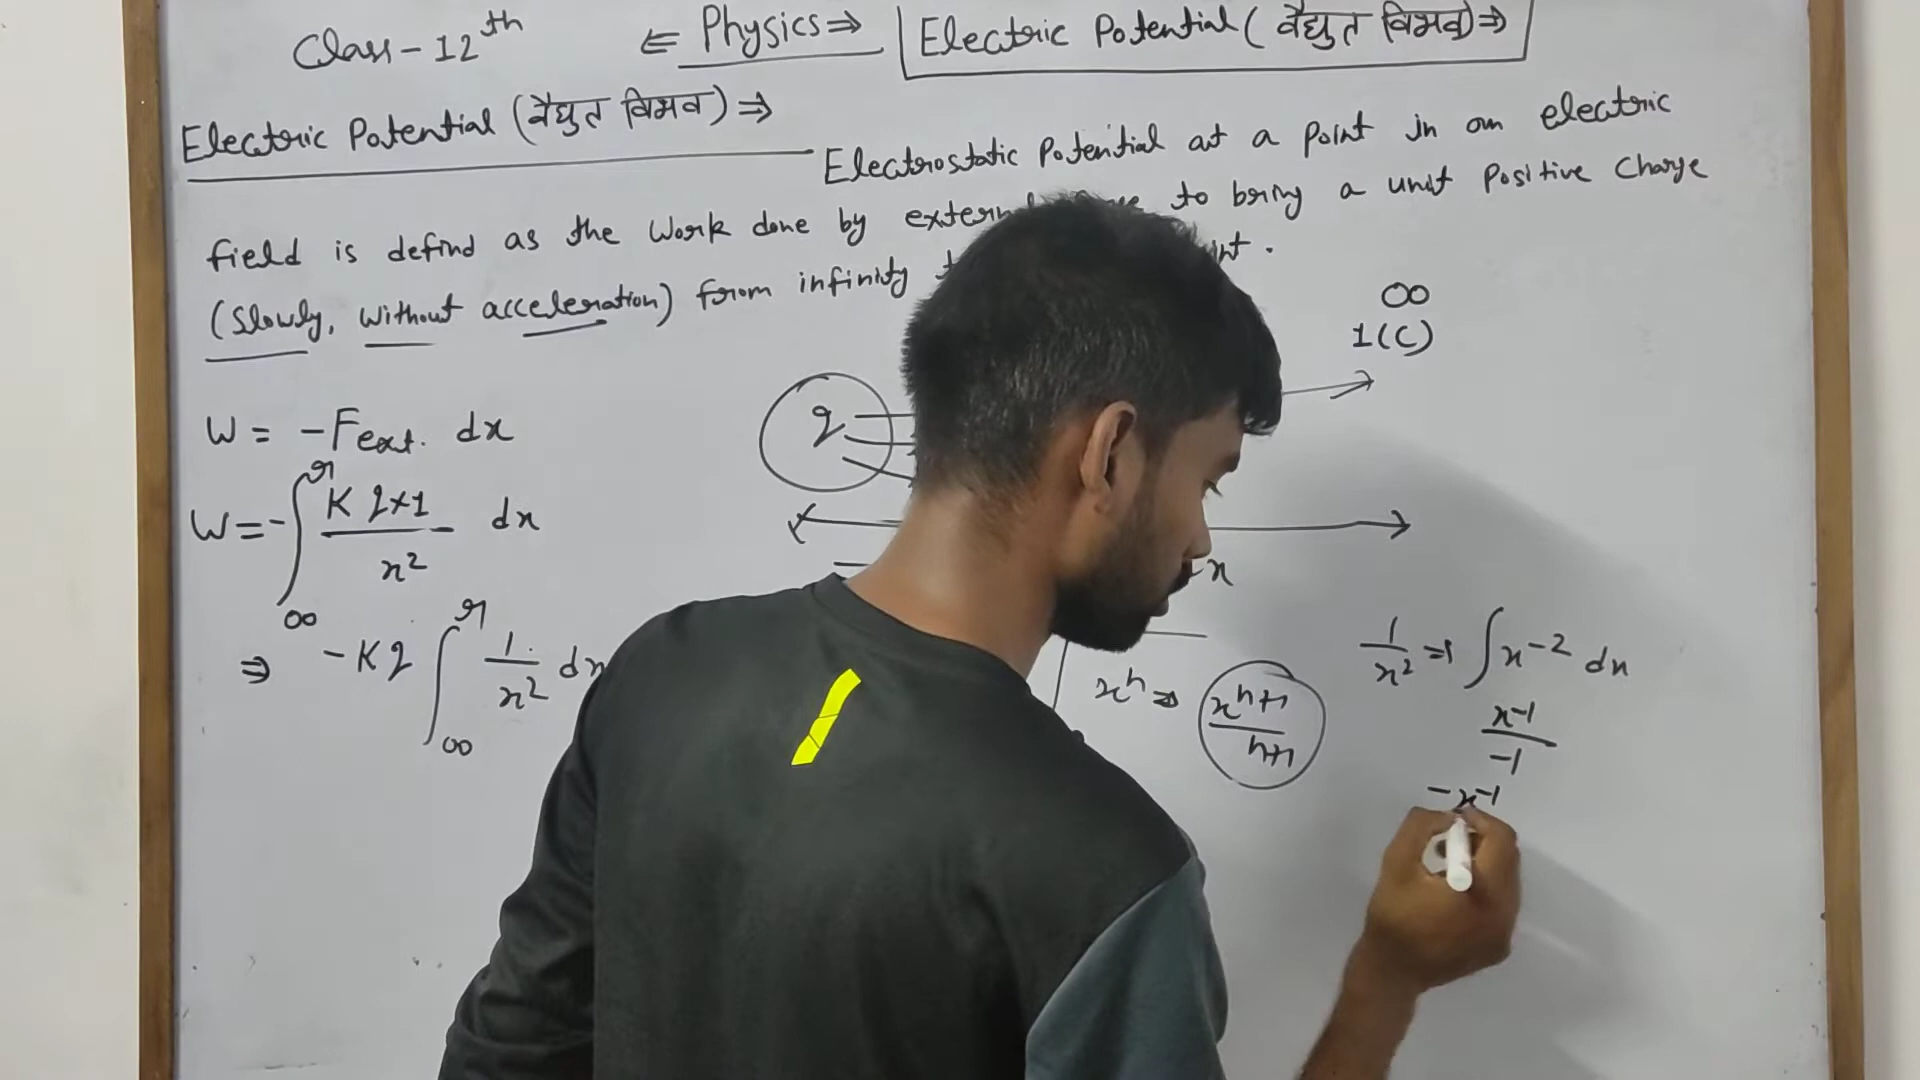 Class-12th ⇐ Physics⇒ Electric Potential (वैद्युत विभव)⇒
Electric Potential (वैद्युत विभव)⇒
Electrostatic Potential at a point in an electric
field is defind as the work done by to bring a unit positive charge
(slowly, without acceleration) from infinity
∞
1(C)
q
W = -Fext. dx
W=-∫∞^r K q×1/x² dx
x
⇒ -Kq ∫∞^r 1/x² dx
xⁿ⇒ xⁿ⁺¹/n+1
1/x² ⇒ ∫x⁻² dx
x⁻¹/-1
-x⁻¹